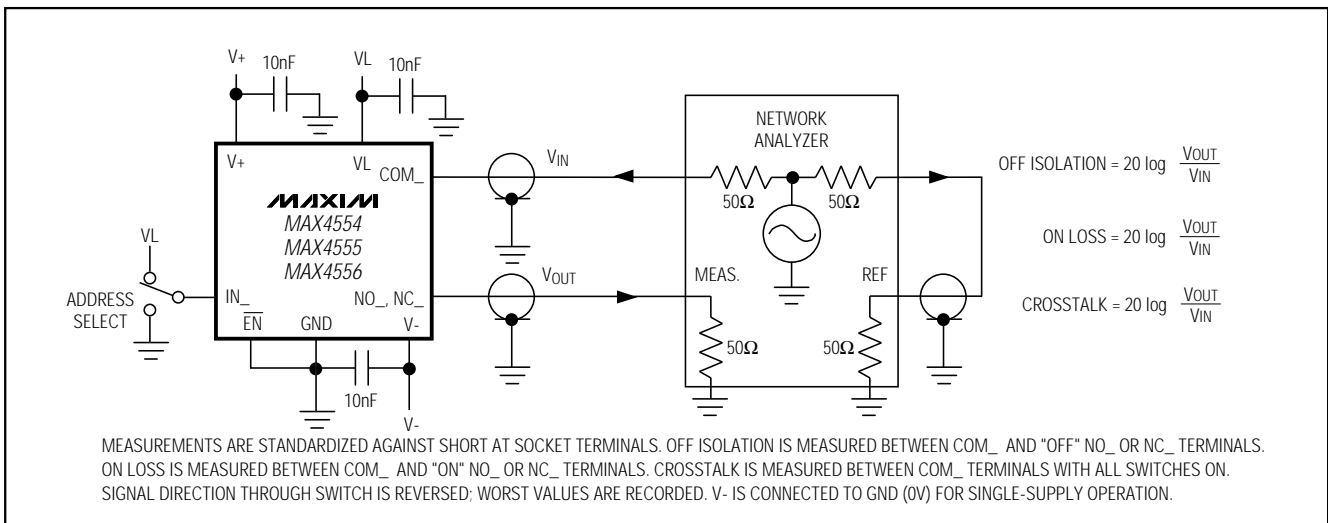 V+
10nF
VL
10nF
V+
VL
COM_
MAXIM
MAX4554
MAX4555
MAX4556
VL
ADDRESS
SELECT
IN_
EN
GND
NO_, NC_
V-
10nF
V-
VIN
VOUT
NETWORK
ANALYZER
50Ω
50Ω
MEAS.
REF
50Ω
50Ω
OFF ISOLATION = 20 log VOUT
VIN
ON LOSS = 20 log VOUT
VIN
CROSSTALK = 20 log VOUT
VIN
MEASUREMENTS ARE STANDARDIZED AGAINST SHORT AT SOCKET TERMINALS. OFF ISOLATION IS MEASURED BETWEEN COM_ AND "OFF" NO_ OR NC_ TERMINALS.
ON LOSS IS MEASURED BETWEEN COM_ AND "ON" NO_ OR NC_ TERMINALS. CROSSTALK IS MEASURED BETWEEN COM_ TERMINALS WITH ALL SWITCHES ON.
SIGNAL DIRECTION THROUGH SWITCH IS REVERSED; WORST VALUES ARE RECORDED. V- IS CONNECTED TO GND (0V) FOR SINGLE-SUPPLY OPERATION.